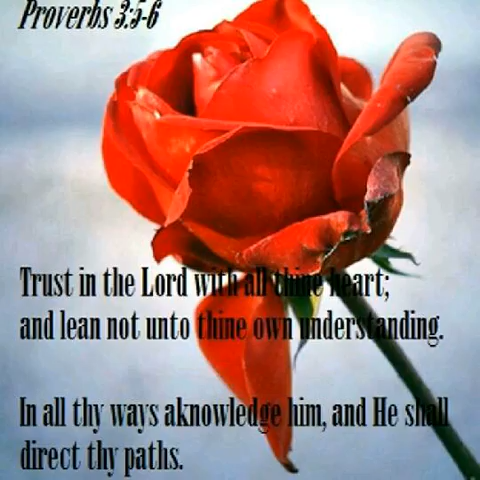 Proverbs 3:5-6
Trust in the Lord with all thine heart;
and lean not unto thine own understanding.
In all thy ways aknowledge him, and He shall
direct thy paths.